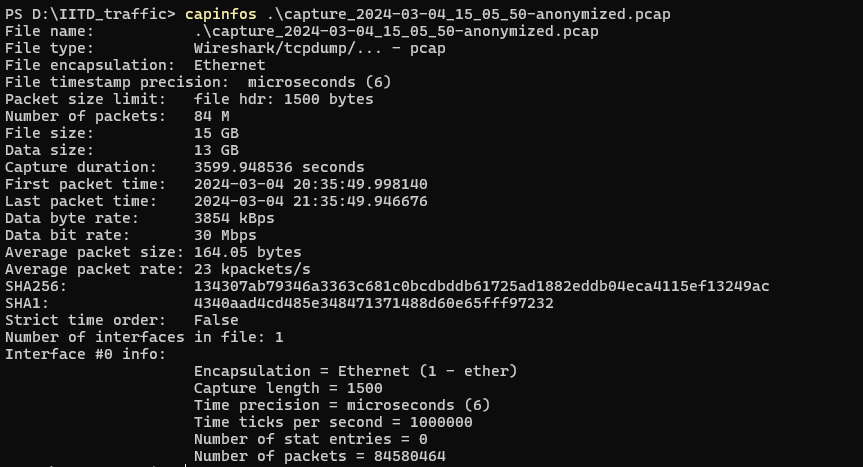 PS D:\IITD_traffic> capinfos .\capture_2024-03-04_15_05_50-anonymized.pcap
File name:           .\capture_2024-03-04_15_05_50-anonymized.pcap
File type:           Wireshark/tcpdump/... - pcap
File encapsulation:  Ethernet
File timestamp precision:  microseconds (6)
Packet size limit:   file hdr: 1500 bytes
Number of packets:   84 M
File size:           15 GB
Data size:           13 GB
Capture duration:    3599.948536 seconds
First packet time:   2024-03-04 20:35:49.998140
Last packet time:    2024-03-04 21:35:49.946676
Data byte rate:      3854 kBps
Data bit rate:       30 Mbps
Average packet size: 164.05 bytes
Average packet rate: 23 kpackets/s
SHA256:              134307ab79346a3363c681c0bcdbddb61725ad1882eddb04eca4115ef13249ac
SHA1:                4340aad4cd485e348471371488d60e65fff97232
Strict time order:   False
Number of interfaces in file: 1
Interface #0 info:
                     Encapsulation = Ethernet (1 - ether)
                     Capture length = 1500
                     Time precision = microseconds (6)
                     Time ticks per second = 1000000
                     Number of stat entries = 0
                     Number of packets = 84580464